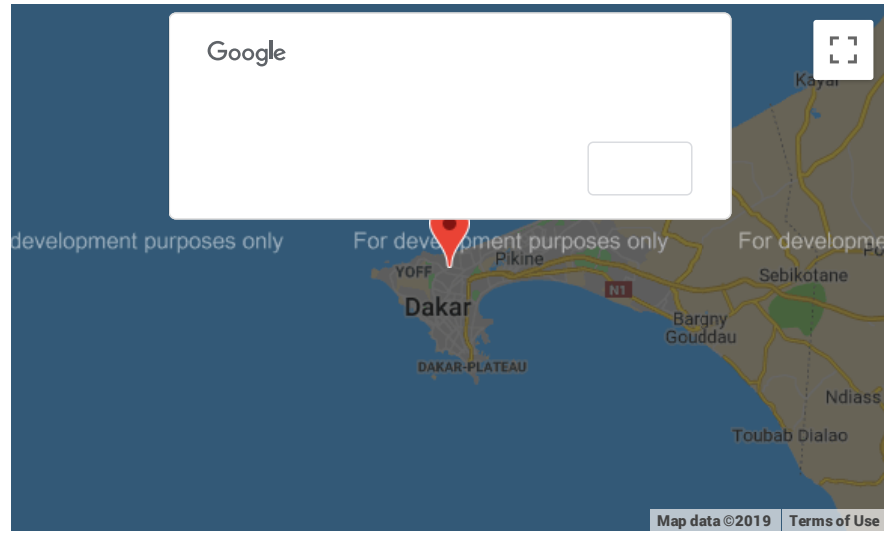 Google
Kayar
development purposes only
For development purposes only
For developme
Pikine
YOFF
Sebikotane
N1
Dakar
Bargny
Gouddau
DAKAR-PLATEAU
Ndiass
Toubab Dialao
Map data ©2019
Terms of Use